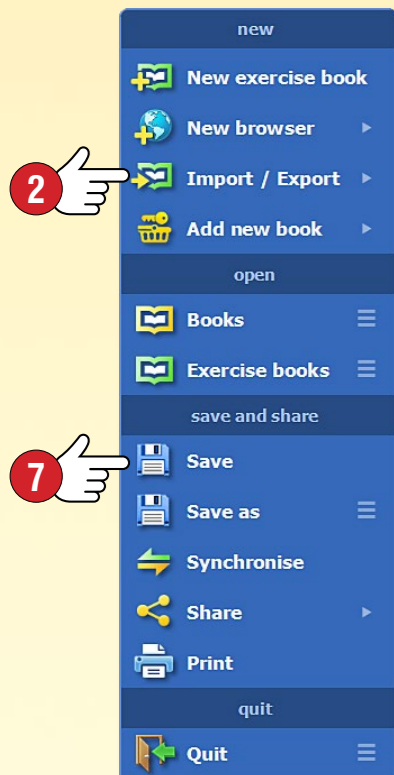 new
New exercise book
New browser
2
Import / Export
Add new book
open
Books
Exercise books
save and share
7
Save
Save as
Synchronise
Share
Print
quit
Quit